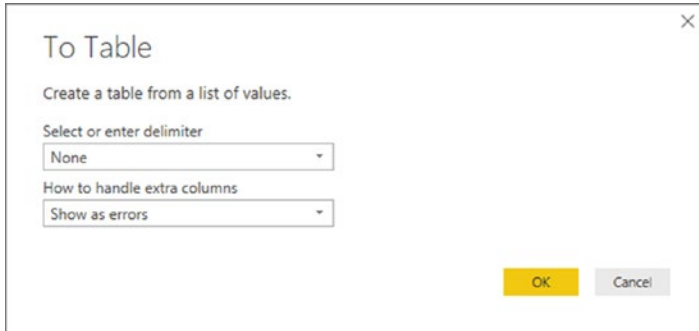 To Table
Create a table from a list of values.
Select or enter delimiter
None
How to handle extra columns
Show as errors
OK Cancel